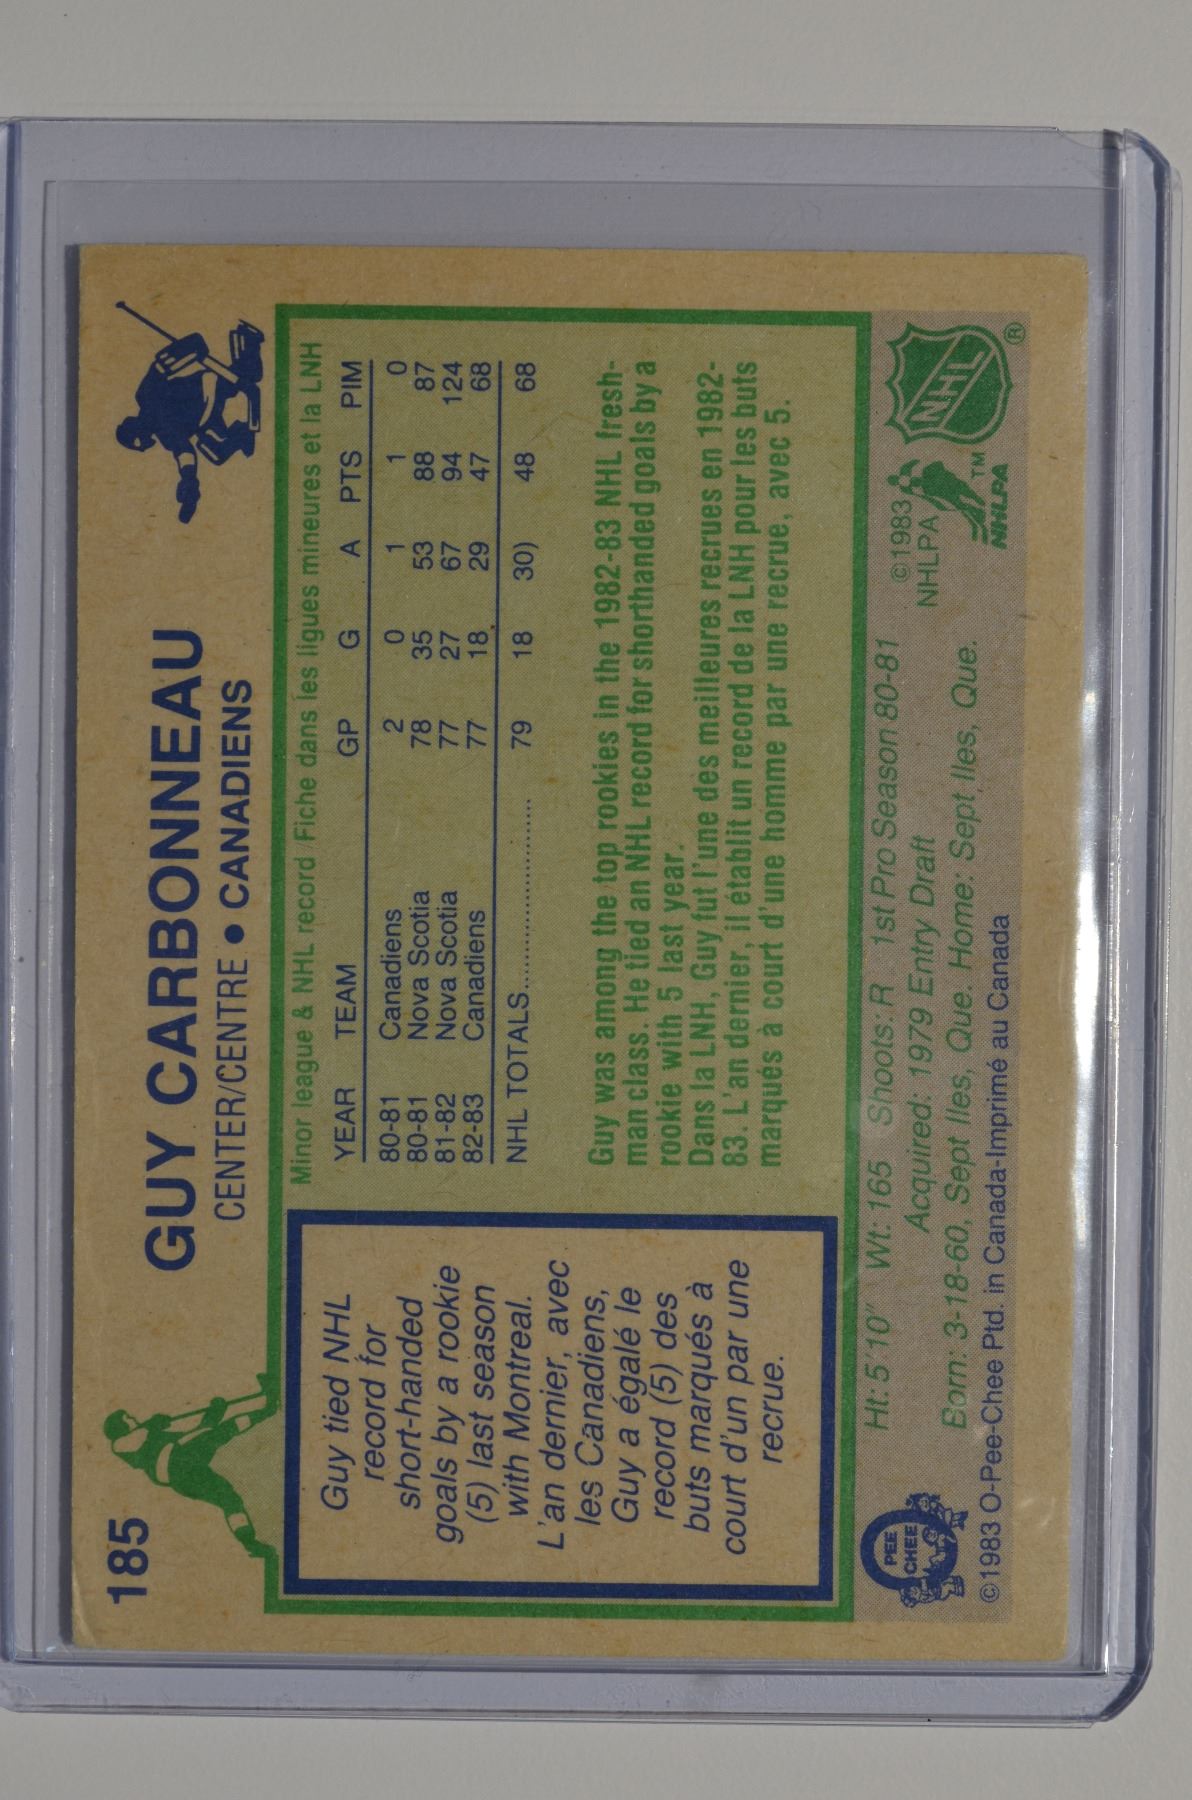 185
GUY CARBONNEAU
CENTER/CENTRE • CANADIENS
Guy tied NHL
record for
short-handed
goals by a rookie
(5) last season
with Montreal.
L'an dernier, avec
les Canadiens,
Guy a égalé le
record (5) des
buts marqués à
court d'un par une
recrue.
Minor league & NHL record/Fiche dans les ligues mineures et la LNH
YEAR TEAM GP G A PTS PIM
80-81 Canadiens 2 0 1 1 0
80-81 Nova Scotia 78 35 53 88 87
81-82 Nova Scotia 77 27 67 94 124
82-83 Canadiens 77 18 29 47 68
NHL TOTALS.................... 79 18 30) 48 68
Guy was among the top rookies in the 1982-83 NHL fresh-
man class. He tied an NHL record for shorthanded goals by a
rookie with 5 last year.
Dans la LNH, Guy fut l'une des meilleures recrues en 1982-
83. L'an dernier, il établit un record de la LNH pour les buts
marqués à court d'une homme par une recrue, avec 5.
Ht: 5'10" Wt: 165 Shoots: R 1st Pro Season 80-81
Acquired: 1979 Entry Draft
Born: 3-18-60, Sept Iles, Que. Home: Sept Iles, Que.
©1983 O-Pee-Chee Ptd. in Canada-Imprimé au Canada
O
PEE
CHEE
©1983
NHLPA
NHLPA
TM
NHL
®